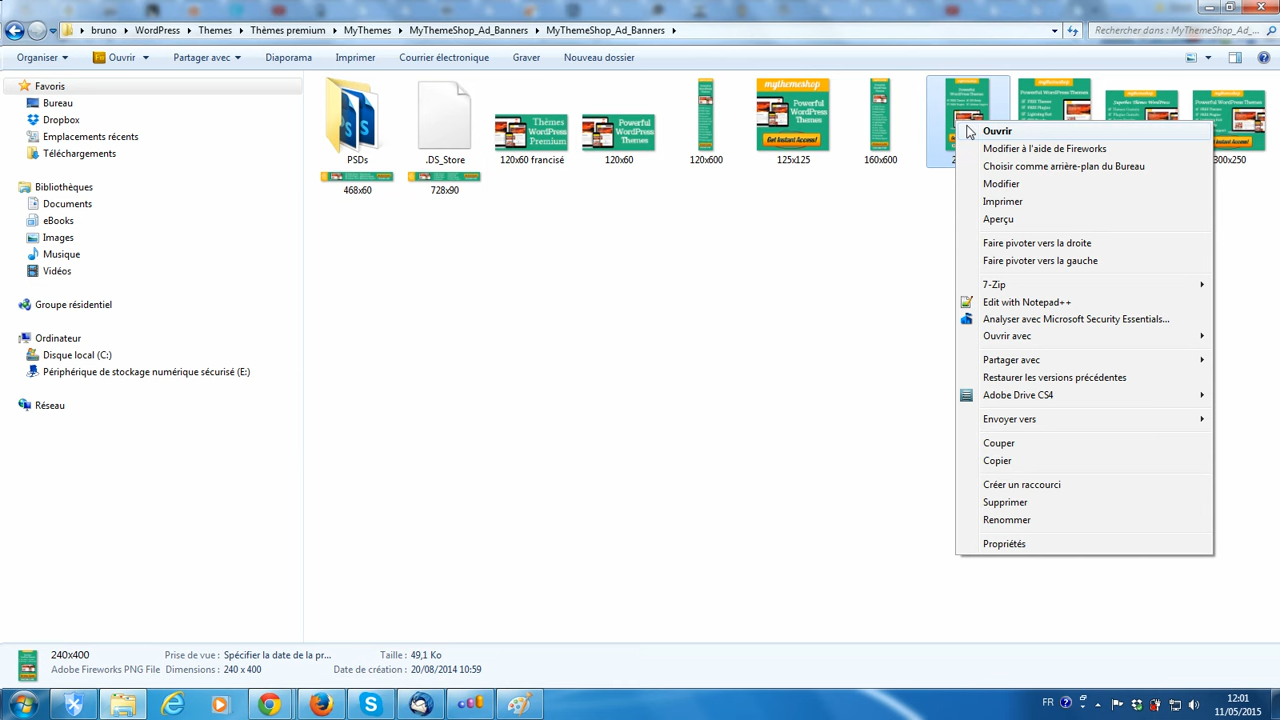 bruno ▸ WordPress ▸ Themes ▸ Thèmes premium ▸ MyThemes ▸ MyThemeShop_Ad_Banners ▸ MyThemeShop_Ad_Banners ▸
Rechercher dans : MyThemeShop_Ad_...
Organiser Ouvrir Partager avec Diaporama Imprimer Courrier électronique Graver Nouveau dossier
Favoris
Bureau
Dropbox
Emplacements récents
Téléchargements
Bibliothèques
Documents
eBooks
Images
Musique
Vidéos
Groupe résidentiel
Ordinateur
Disque local (C:)
Périphérique de stockage numérique sécurisé (E:)
Réseau
mythemeshop
Powerful
WordPress
Themes
Get Instant Access!
Thème
WordPress
Premium
Powerful
WordPress
Themes
PSDs
.DS_Store
120x60 francisé
120x60
120x600
125x125
160x600
800x250
468x60
728x90
Ouvrir
Modifier à l'aide de Fireworks
Choisir comme arrière-plan du Bureau
Modifier
Imprimer
Aperçu
Faire pivoter vers la droite
Faire pivoter vers la gauche
7-Zip
Edit with Notepad++
Analyser avec Microsoft Security Essentials...
Ouvrir avec
Partager avec
Restaurer les versions précédentes
Adobe Drive CS4
Envoyer vers
Couper
Copier
Créer un raccourci
Supprimer
Renommer
Propriétés
240x400 Prise de vue : Spécifier la date de la pr... Taille : 49,1 Ko
Adobe Fireworks PNG File Dimensions : 240 x 400 Date de création : 20/08/2014 10:59
FR
12:01
11/05/2015